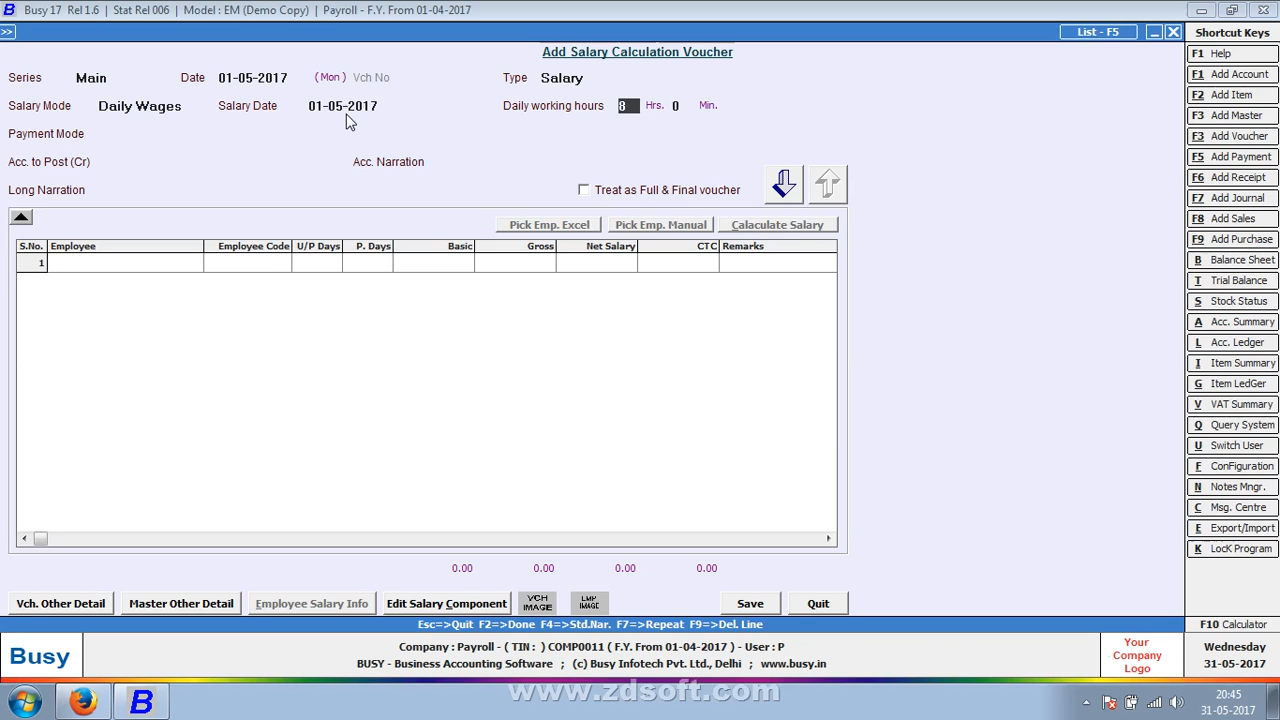 Busy 17 Rel 1.6 | Stat Rel 006 | Model : EM (Demo Copy) | Payroll - F.Y. From 01-04-2017
>> List - F5
Add Salary Calculation Voucher
Series Main Date 01-05-2017 ( Mon ) Vch No Type Salary
Salary Mode Daily Wages Salary Date 01-05-2017 Daily working hours 8 Hrs. 0 Min.
Payment Mode
Acc. to Post (Cr) Acc. Narration
Long Narration Treat as Full & Final voucher
Pick Emp. Excel Pick Emp. Manual Calaculate Salary
S.No. Employee Employee Code U/P Days P. Days Basic Gross Net Salary CTC Remarks
1
0.00 0.00 0.00 0.00
Vch. Other Detail Master Other Detail Employee Salary Info Edit Salary Component VCH IMAGE EMP IMAGE Save Quit
Esc=>Quit F2=>Done F4=>Std.Nar. F7=>Repeat F9=>Del. Line
Shortcut Keys
F1 Help
F1 Add Account
F2 Add Item
F3 Add Master
F3 Add Voucher
F5 Add Payment
F6 Add Receipt
F7 Add Journal
F8 Add Sales
F9 Add Purchase
B Balance Sheet
T Trial Balance
S Stock Status
A Acc. Summary
L Acc. Ledger
I Item Summary
G Item LedGer
V VAT Summary
Q Query System
U Switch User
F ConFiguration
N Notes Mngr.
C Msg. Centre
E Export/Import
K LocK Program
F10 Calculator
Busy
Company : Payroll - ( TIN : ) COMP0011 ( F.Y. From 01-04-2017 ) - User : P
BUSY - Business Accounting Software ; (c) Busy Infotech Pvt. Ltd., Delhi ; www.busy.in
Your
Company
Logo
Wednesday
31-05-2017
www.zdsoft.com
20:45
31-05-2017